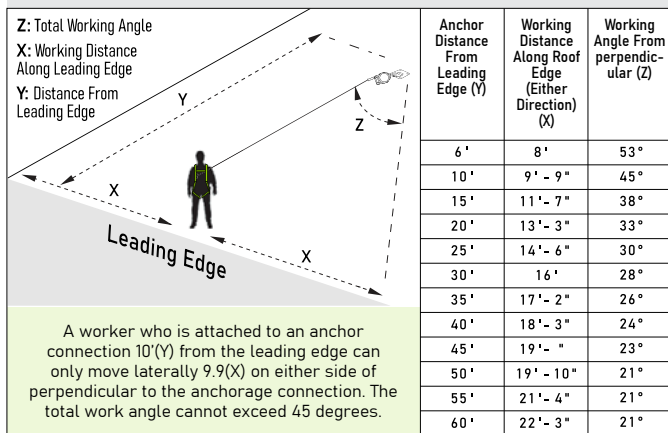 Z: Total Working Angle
X: Working Distance
Along Leading Edge
Y: Distance From
Leading Edge
Y
Z
X
X
Leading Edge
A worker who is attached to an anchor
connection 10'(Y) from the leading edge can
only move laterally 9.9(X) on either side of
perpendicular to the anchorage connection. The
total work angle cannot exceed 45 degrees.
Anchor Distance From Leading Edge (Y) Working Distance Along Roof Edge (Either Direction) (X) Working Angle From perpendic-ular (Z)
6' 8' 53°
10' 9'- 9" 45°
15' 11'- 7" 38°
20' 13'- 3" 33°
25' 14'- 6" 30°
30' 16' 28°
35' 17'- 2" 26°
40' 18'- 3" 24°
45' 19'- " 23°
50' 19'- 10" 21°
55' 21'- 4" 21°
60' 22'- 3" 21°